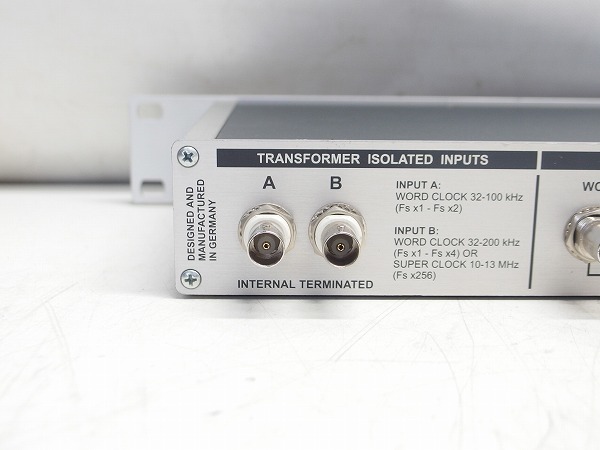 TRANSFORMER ISOLATED INPUTS
DESIGNED AND
MANUFACTURED
IN GERMANY
A
B
INPUT A:
WORD CLOCK 32-100 kHz
(Fs x1 - Fs x2)
INPUT B:
WORD CLOCK 32-200 kHz
(Fs x1 - Fs x4) OR
SUPER CLOCK 10-13 MHz
(Fs x256)
INTERNAL TERMINATED
WO